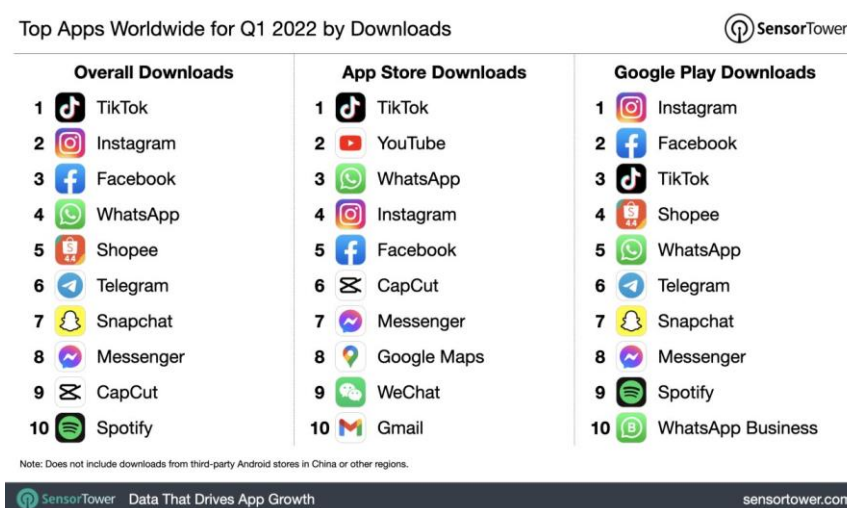 Top Apps Worldwide for Q1 2022 by Downloads
SensorTower
Overall Downloads
1 TikTok
2 Instagram
3 Facebook
4 WhatsApp
5 Shopee
6 Telegram
7 Snapchat
8 Messenger
9 CapCut
10 Spotify
App Store Downloads
1 TikTok
2 YouTube
3 WhatsApp
4 Instagram
5 Facebook
6 CapCut
7 Messenger
8 Google Maps
9 WeChat
10 Gmail
Google Play Downloads
1 Instagram
2 Facebook
3 TikTok
4 Shopee
5 WhatsApp
6 Telegram
7 Snapchat
8 Messenger
9 Spotify
10 WhatsApp Business
Note: Does not include downloads from third-party Android stores in China or other regions.
SensorTower Data That Drives App Growth sensortower.com